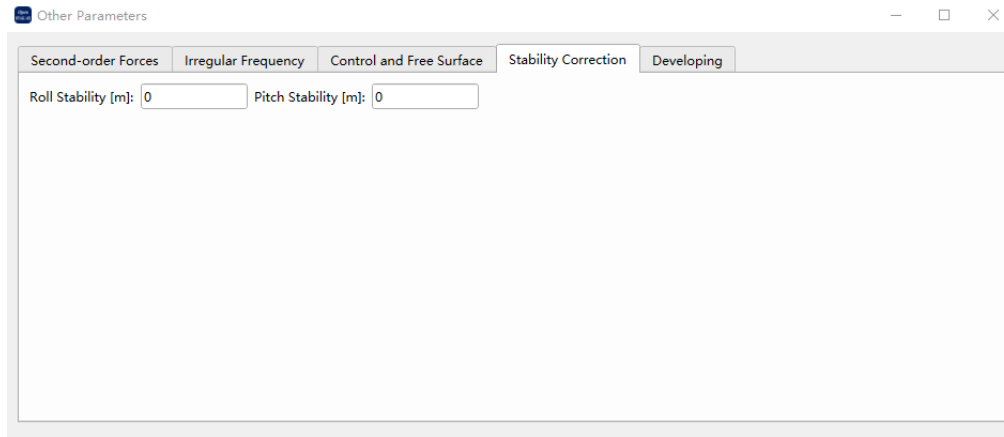 Other Parameters
Second-order Forces Irregular Frequency Control and Free Surface Stability Correction Developing
Roll Stability [m]: 0 Pitch Stability [m]: 0